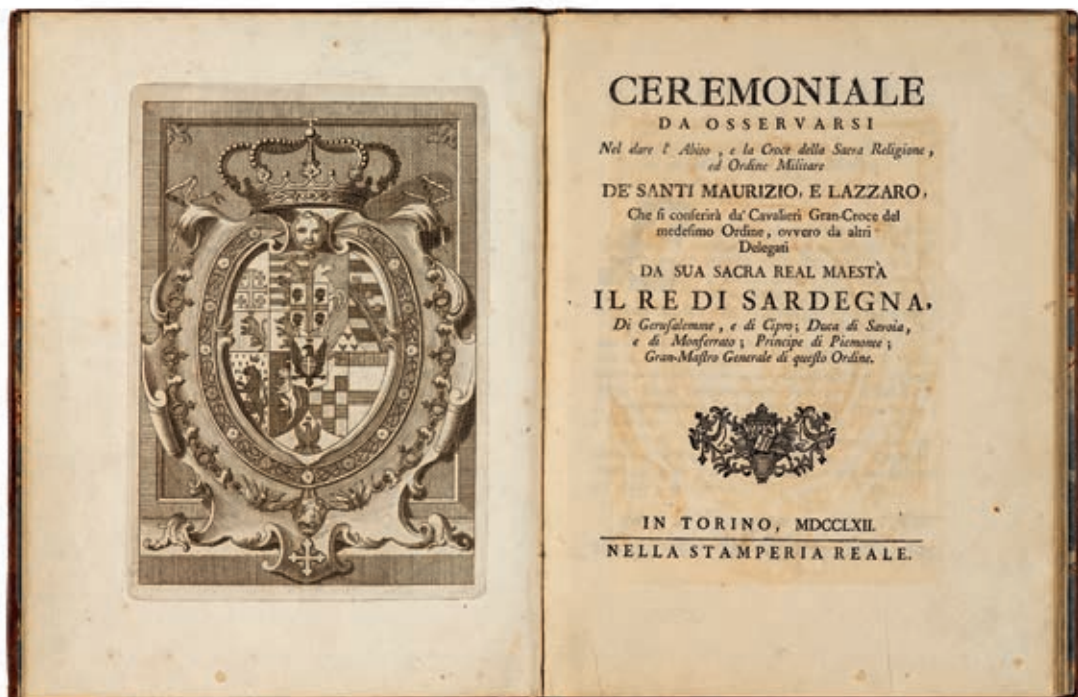 CEREMONIALE
DA OSSERVARSI
Nel dare l' Abito, e la Croce della Sacra Religione,
ed Ordine Militare
DE' SANTI MAURIZIO, E LAZZARO,
Che ſi conferirà da' Cavalieri Gran-Croce del
medeſimo Ordine, ovvero da altri
Delegati
DA SUA SACRA REAL MAESTÀ
IL RE DI SARDEGNA,
Di Geruſalemme, e di Cipro; Duca di Savoia,
e di Monferrato; Principe di Piemonte;
Gran-Maſtro Generale di queſto Ordine.
IN TORINO, MDCCLXII.
NELLA STAMPERIA REALE.